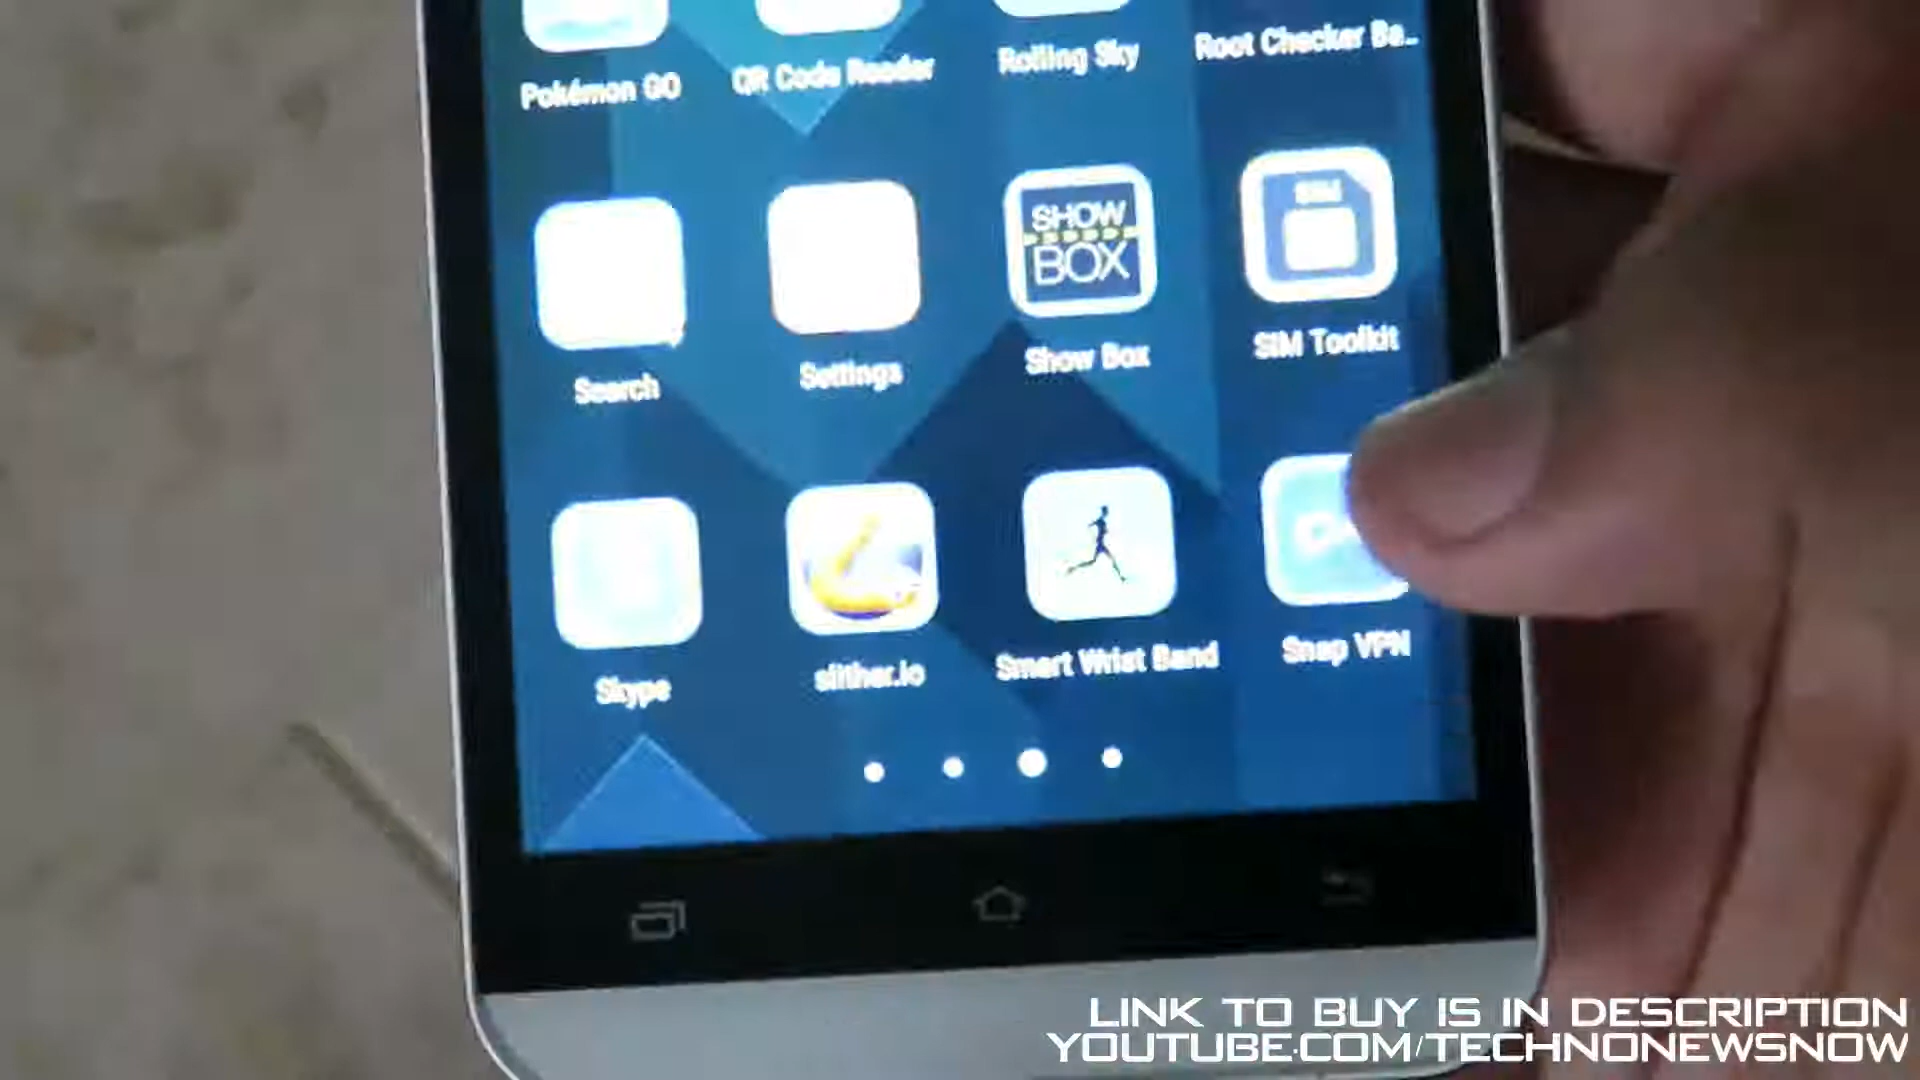 Pokémon GO
QR Code Reader
Rolling Sky
Root Checker Ba..
SHOW
BOX
SIM
Search
Settings
Show Box
SIM Toolkit
Skype
slither.io
Smart Wrist Band
Snap VPN
LINK TO BUY IS IN DESCRIPTION
YOUTUBE.COM/TECHNONEWSNOW